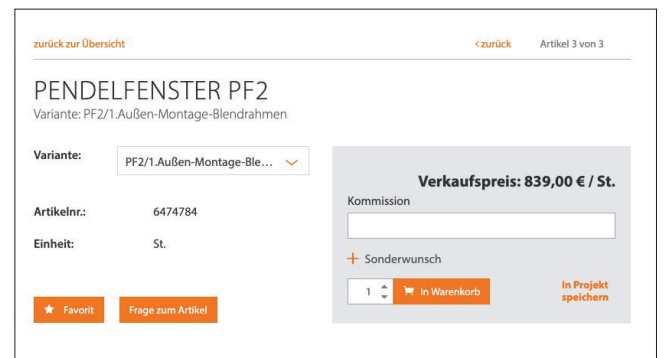 zurück zur Übersicht
‹ zurück
Artikel 3 von 3
PENDELFENSTER PF2
Variante: PF2/1.Außen-Montage-Blendrahmen
Variante:
PF2/1.Außen-Montage-Ble...
Artikelnr.:
6474784
Einheit:
St.
Favorit
Frage zum Artikel
Verkaufspreis: 839,00 € / St.
Kommission
+ Sonderwunsch
1
In Warenkorb
In Projekt
speichern